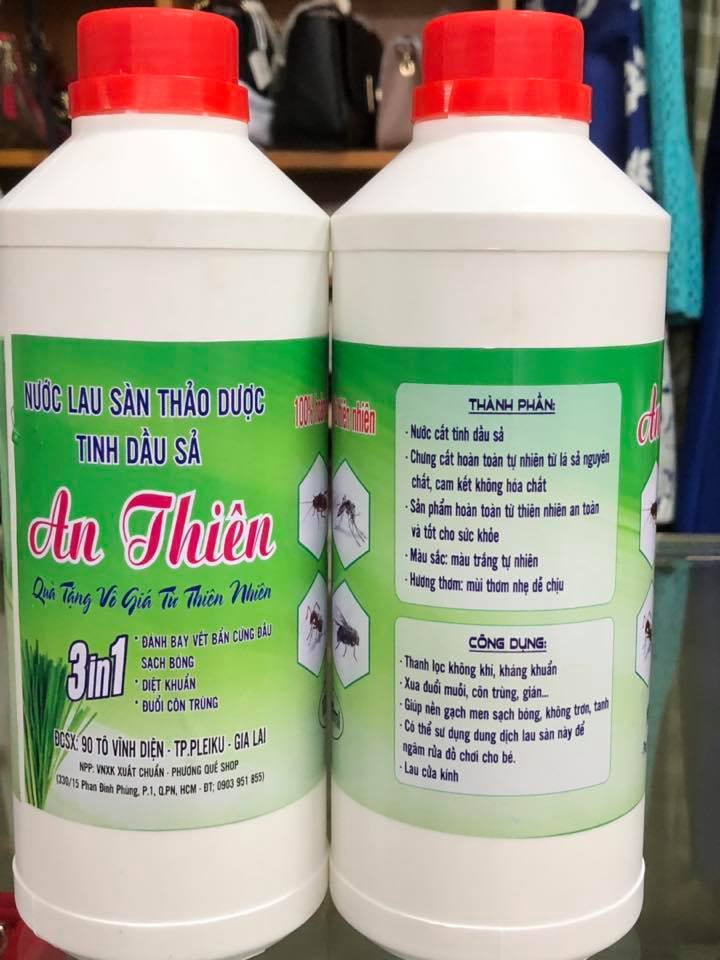 NƯỚC LAU SÀN THẢO DƯỢC
TINH DẦU SẢ
An Thiên
Quà Tặng Vô Giá Từ Thiên Nhiên
3in1
* ĐÁNH BAY VẾT BẨN CỨNG ĐẦU
SẠCH BÓNG
* DIỆT KHUẨN
* ĐUỔI CÔN TRÙNG
ĐCSX: 90 TÔ VĨNH DIỆN - TP.PLEIKU - GIA LAI
NPP: VNXK XUẤT CHUẨN - PHƯƠNG QUẾ SHOP
(330/15 Phan Đình Phùng, P.1, Q.PN, HCM - ĐT; 0903 951 855)
100%
nhiên
THÀNH PHẦN:
- Nước cất tinh dầu sả
- Chưng cất hoàn toàn tự nhiên từ lá sả nguyên
chất, cam kết không hóa chất
- Sản phẩm hoàn toàn từ thiên nhiên an toàn
và tốt cho sức khỏe
- Màu sắc: màu trắng tự nhiên
- Hương thơm: mùi thơm nhẹ dễ chịu
CÔNG DỤNG:
- Thanh lọc không khí, kháng khuẩn
- Xua đuổi muỗi, côn trùng, gián...
- Giúp nền gạch men sạch bóng, không trơn, tanh
- Có thể sử dụng dung dịch lau sàn này để
ngâm rửa đồ chơi cho bé.
- Lau cửa kính
An